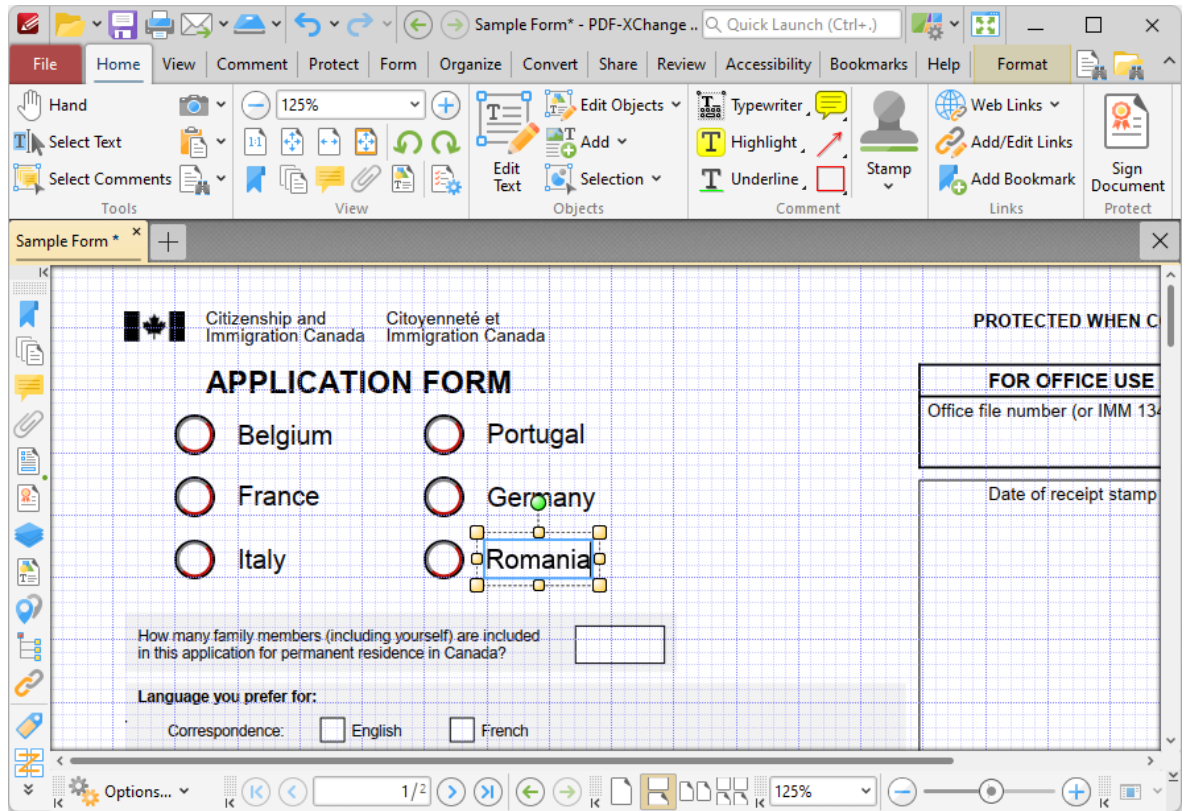 Sample Form* - PDF-XChange ..
Quick Launch (Ctrl+.)
File Home View Comment Protect Form Organize Convert Share Review Accessibility Bookmarks Help Format
Hand 125% Edit Objects Typewriter Web Links
Select Text 1:1 Add Highlight Add/Edit Links
Select Comments Edit Text Selection Underline Stamp Add Bookmark Sign Document
Tools View Objects Comment Links Protect
Sample Form *
Citizenship and Citoyenneté et
Immigration Canada Immigration Canada
PROTECTED WHEN C
APPLICATION FORM
FOR OFFICE USE
Office file number (or IMM 134
Belgium Portugal
France Germany
Date of receipt stamp
Italy Romania
How many family members (including yourself) are included
in this application for permanent residence in Canada?
Language you prefer for:
Correspondence: English French
Options... 1/2 125%